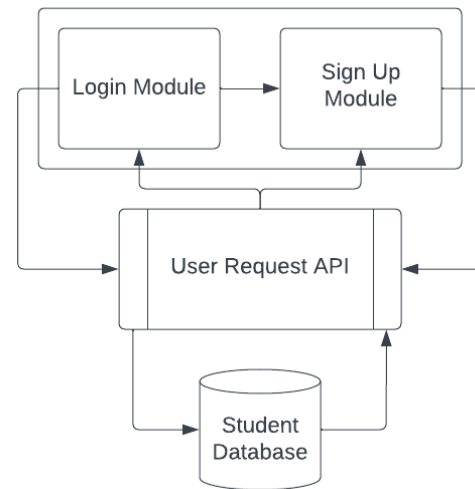 Login Module
Sign Up
Module
User Request API
Student
Database